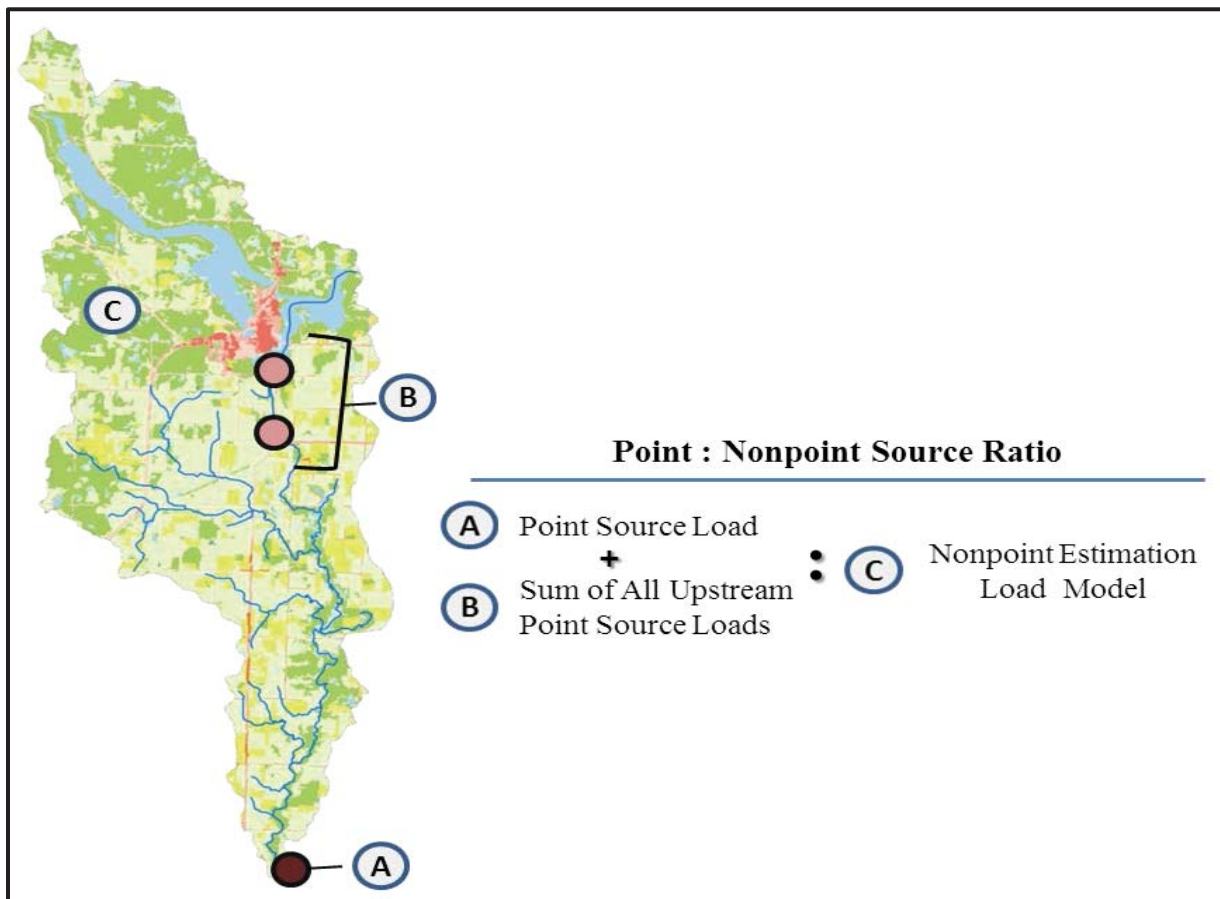 C
B
A
Point : Nonpoint Source Ratio
A Point Source Load
+
B Sum of All Upstream
Point Source Loads
: C Nonpoint Estimation
Load Model